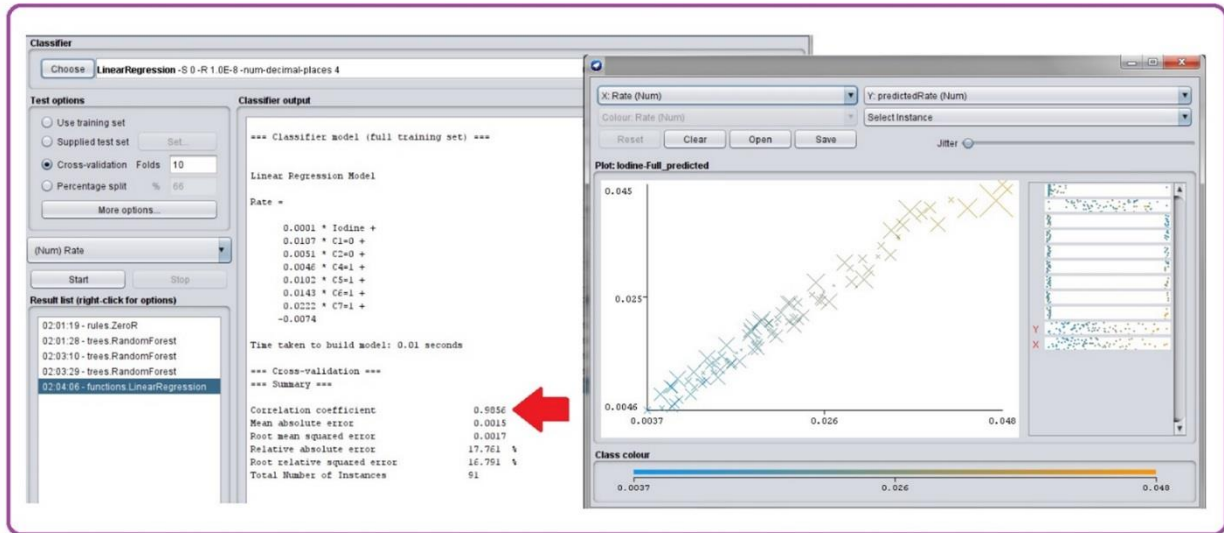 Classifier
Choose LinearRegression -S 0 -R 1.0E-8 -num-decimal-places 4
Test options
Use training set
Supplied test set Set...
Cross-validation Folds 10
Percentage split % 66
More options...
(Num) Rate
Start Stop
Result list (right-click for options)
02:01:19 - rules.ZeroR
02:01:28 - trees.RandomForest
02:03:10 - trees.RandomForest
02:03:29 - trees.RandomForest
02:04:06 - functions.LinearRegression
Classifier output
=== Classifier model (full training set) ===
Linear Regression Model
Rate =
0.0001 * Iodine +
0.0107 * C1=0 +
0.0051 * C2=0 +
0.0046 * C4=1 +
0.0102 * C5=1 +
0.0143 * C6=1 +
0.0222 * C7=1 +
-0.0074
Time taken to build model: 0.01 seconds
=== Cross-validation ===
=== Summary ===
Correlation coefficient 0.9856
Mean absolute error 0.0015
Root mean squared error 0.0017
Relative absolute error 17.761 %
Root relative squared error 16.791 %
Total Number of Instances 91
X: Rate (Num) Y: predictedRate (Num)
Colour: Rate (Num) Select Instance
Reset Clear Open Save Jitter
Plot: Iodine-Full_predicted
0.045
0.025
0.0046
0.0037 0.026 0.048
Y
X
Class colour
0.0037 0.026 0.048